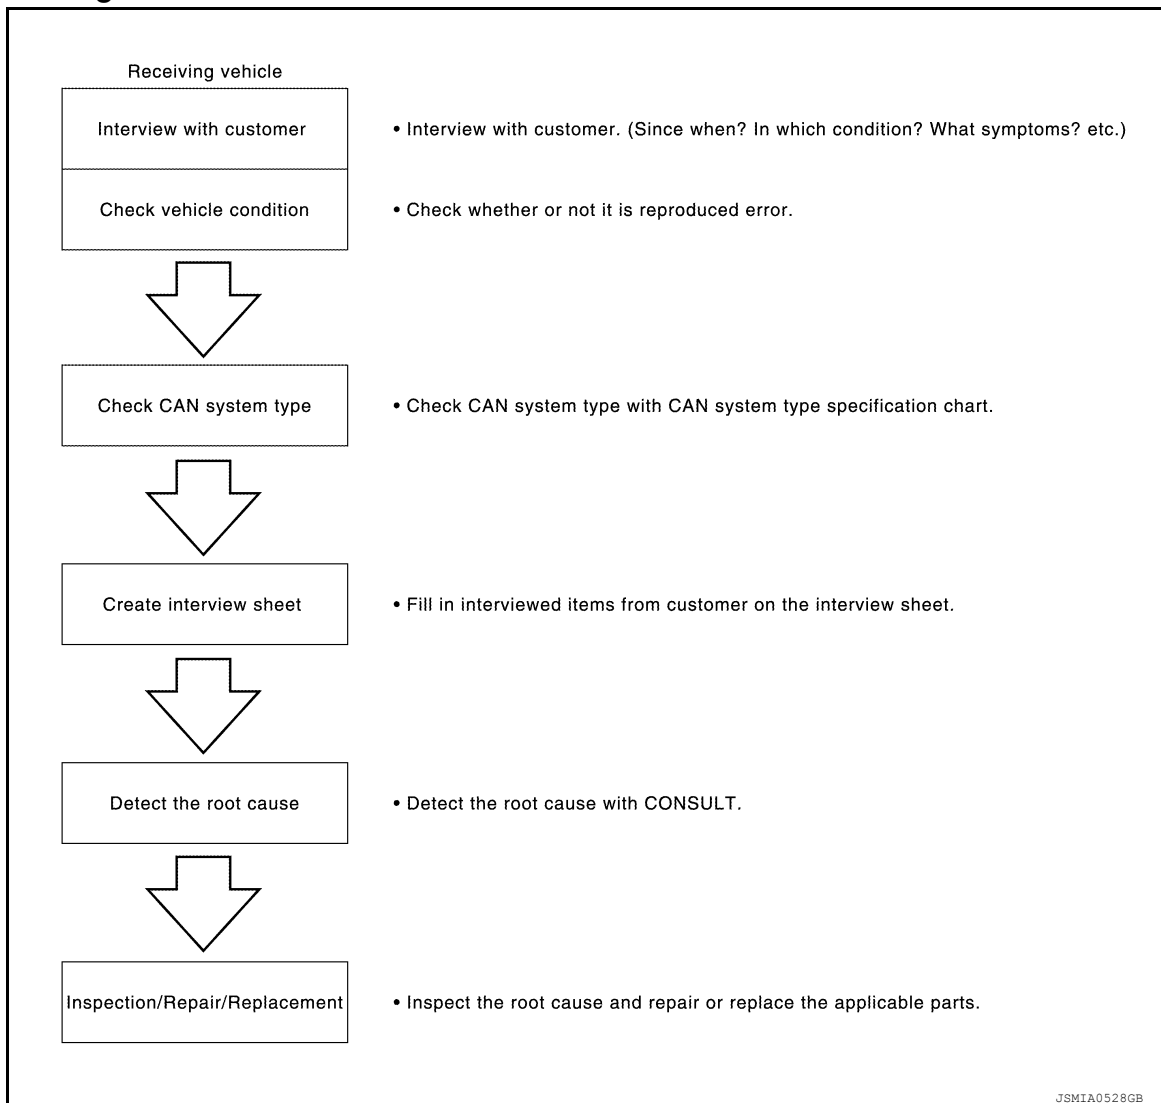 Receiving vehicle
Interview with customer
• Interview with customer. (Since when? In which condition? What symptoms? etc.)
Check vehicle condition
• Check whether or not it is reproduced error.
Check CAN system type
• Check CAN system type with CAN system type specification chart.
Create interview sheet
• Fill in interviewed items from customer on the interview sheet.
Detect the root cause
• Detect the root cause with CONSULT.
Inspection/Repair/Replacement
• Inspect the root cause and repair or replace the applicable parts.
JSMIA0528GB